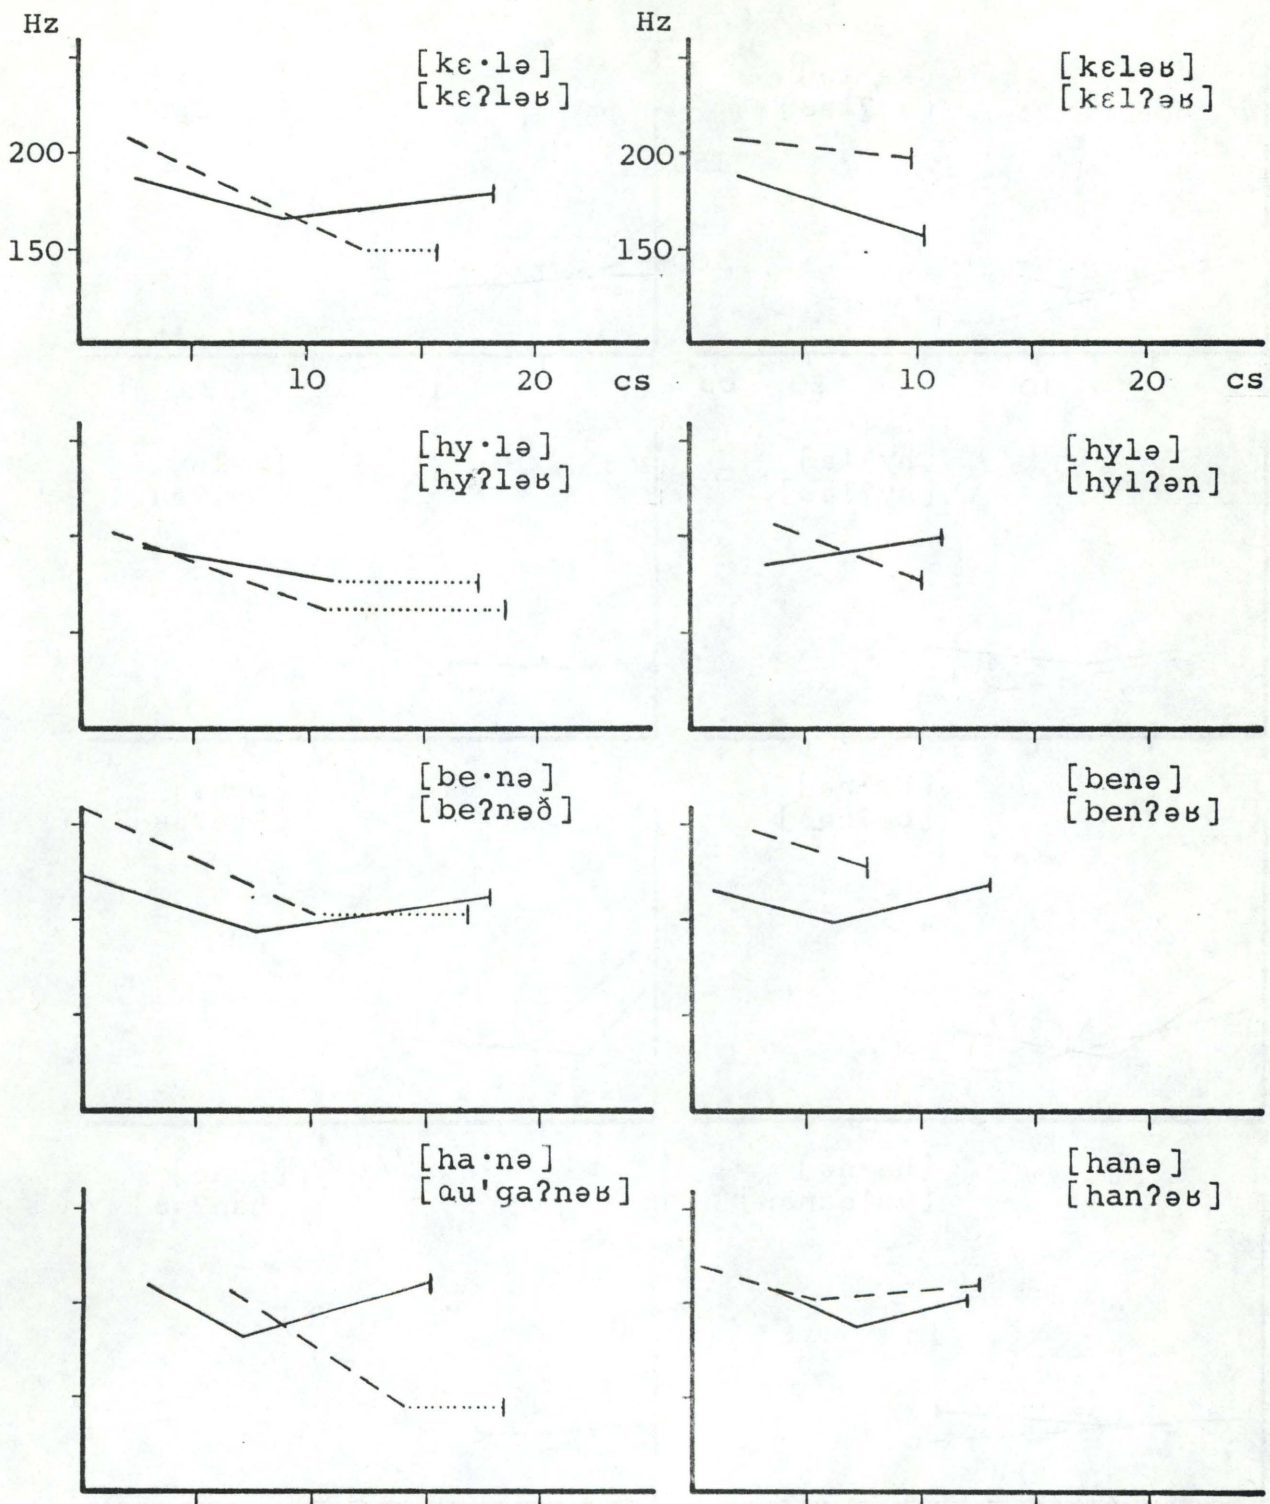 Hz
[kɛ·lə]
[kɛʔləʁ]
200
150
10 20 cs
Hz
[kɛləʁ]
[kɛlʔəʁ]
200
150
10 20 cs
[hy·lə]
[hyʔləʁ]
[hylə]
[hylʔən]
[be·nə]
[beʔnəð]
[benə]
[benʔəʁ]
[ha·nə]
[ɑu'gaʔnəʁ]
[hanə]
[hanʔəʁ]